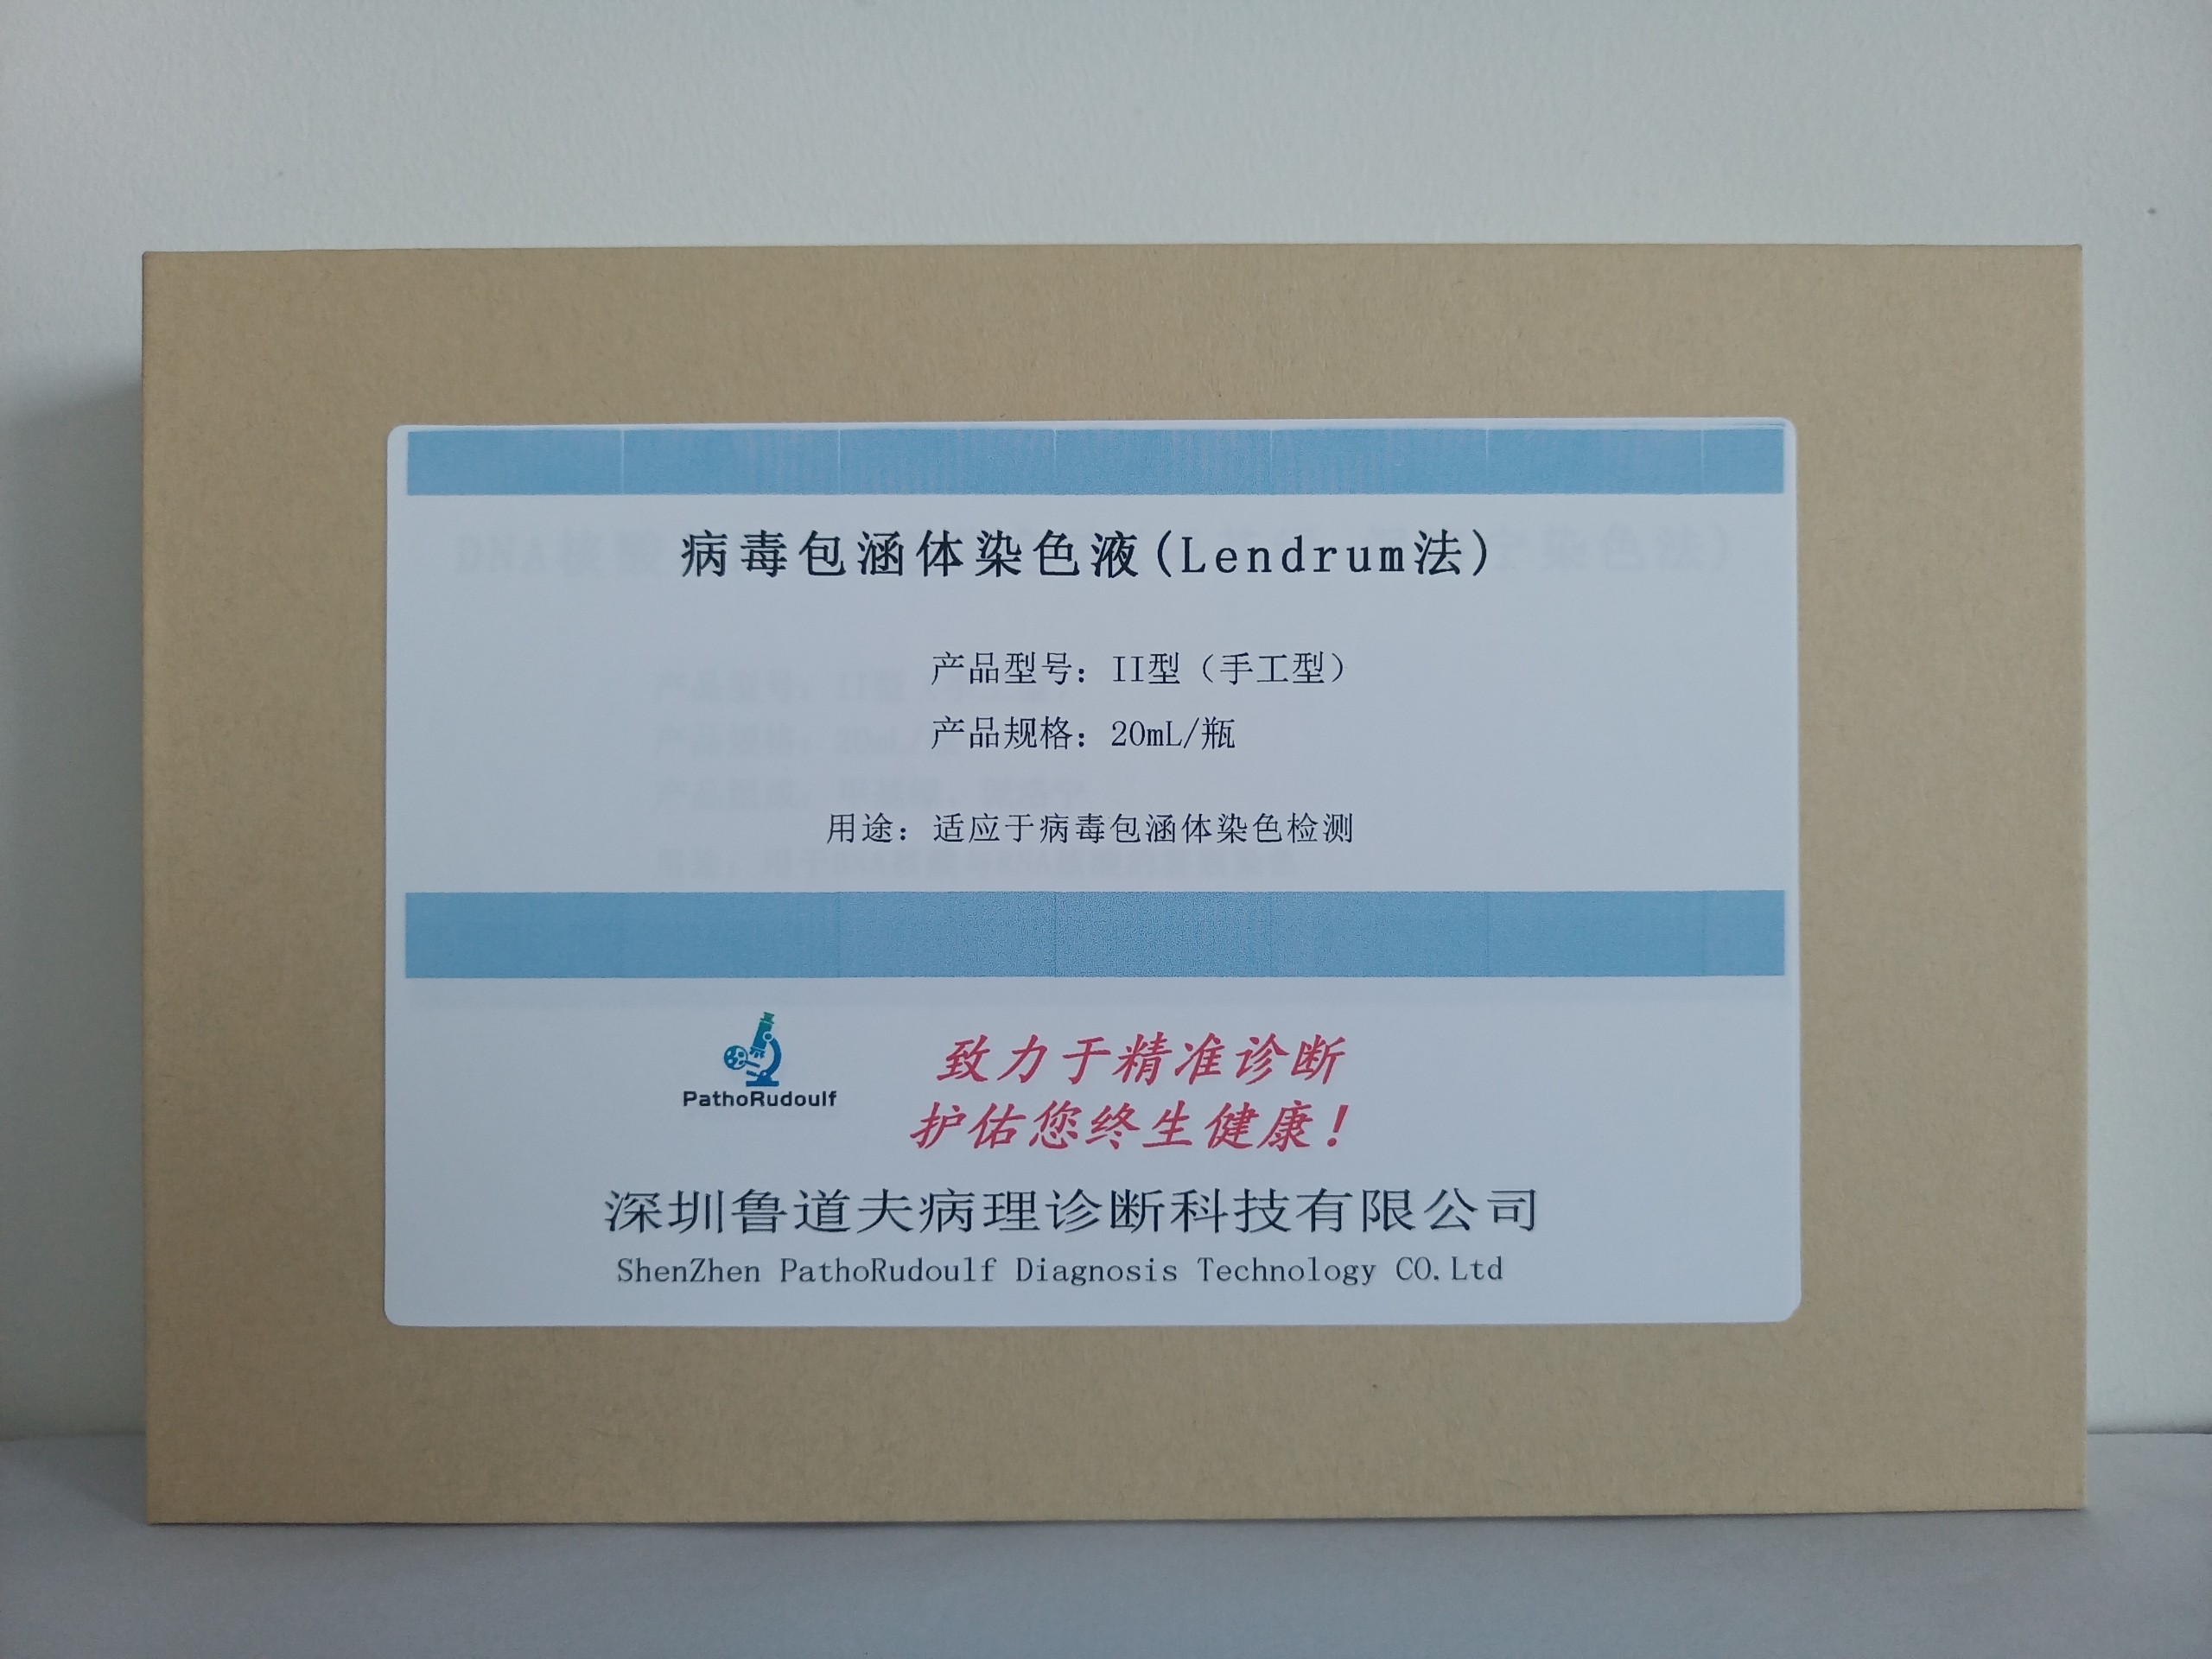 病毒包涵体染色液(Lendrum法)
产品型号：II型（手工型）
产品规格：20mL/瓶
用途：适应于病毒包涵体染色检测
PathoRudoulf
致力于精准诊断
护佑您终生健康！
深圳鲁道夫病理诊断科技有限公司
ShenZhen PathoRudoulf Diagnosis Technology CO.Ltd